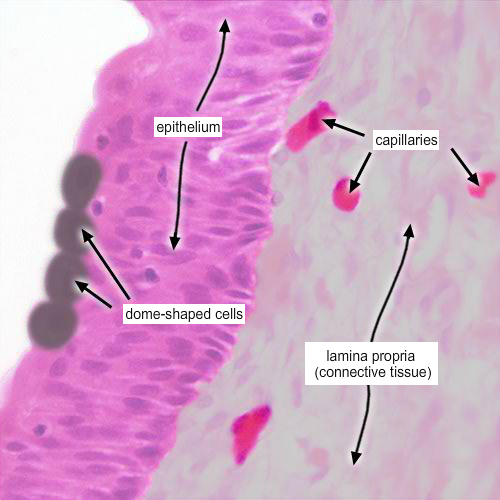 epithelium
capillaries
dome-shaped cells
lamina propria
(connective tissue)